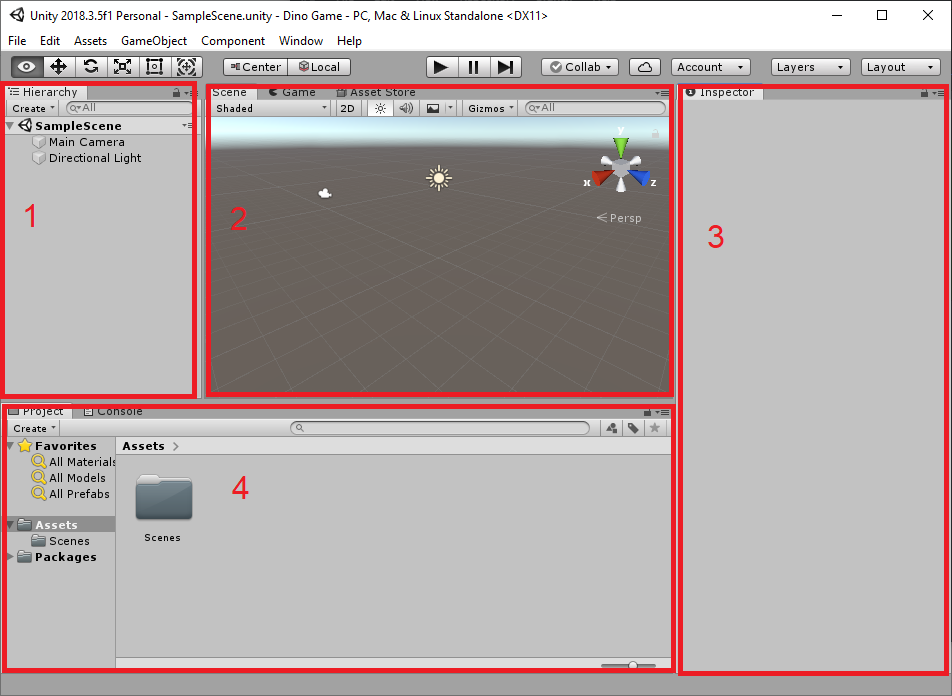 Unity 2018.3.5f1 Personal - SampleScene.unity - Dino Game - PC, Mac & Linux Standalone <DX11>
File Edit Assets GameObject Component Window Help
Center Local Collab Account Layers Layout
Hierarchy
Create All
SampleScene
Main Camera
Directional Light
1
Scene Game Asset Store
Shaded 2D Gizmos All
y
x z
Persp
2
Inspector
3
Project Console
Create
Favorites
All Materials
All Models
All Prefabs
Assets
Scenes
Packages
Assets
Scenes
4